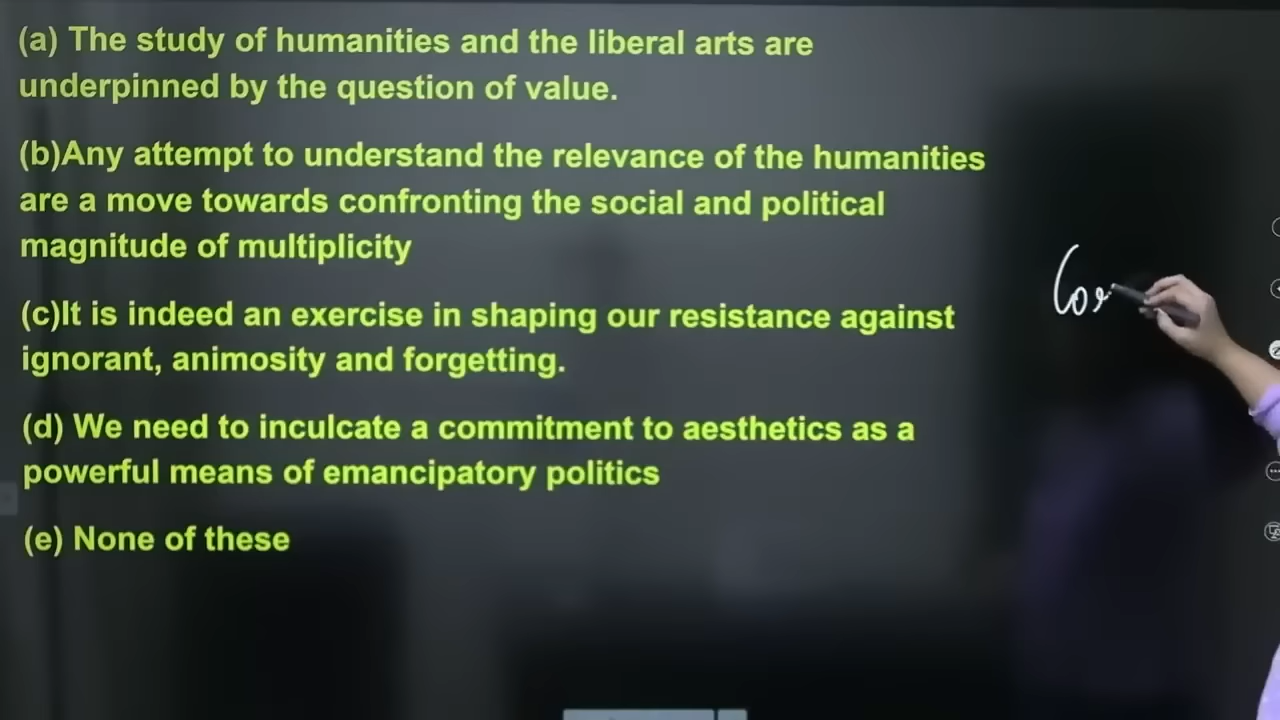 (a) The study of humanities and the liberal arts are
underpinned by the question of value.
(b)Any attempt to understand the relevance of the humanities
are a move towards confronting the social and political
magnitude of multiplicity
(c)It is indeed an exercise in shaping our resistance against
ignorant, animosity and forgetting.
(d) We need to inculcate a commitment to aesthetics as a
powerful means of emancipatory politics
(e) None of these